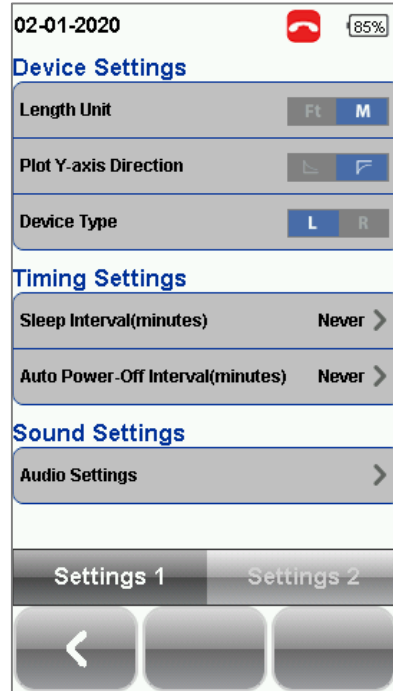 02-01-2020 85%
Device Settings
Length Unit Ft M
Plot Y-axis Direction
Device Type L R
Timing Settings
Sleep Interval(minutes) Never
Auto Power-Off Interval(minutes) Never
Sound Settings
Audio Settings
Settings 1 Settings 2